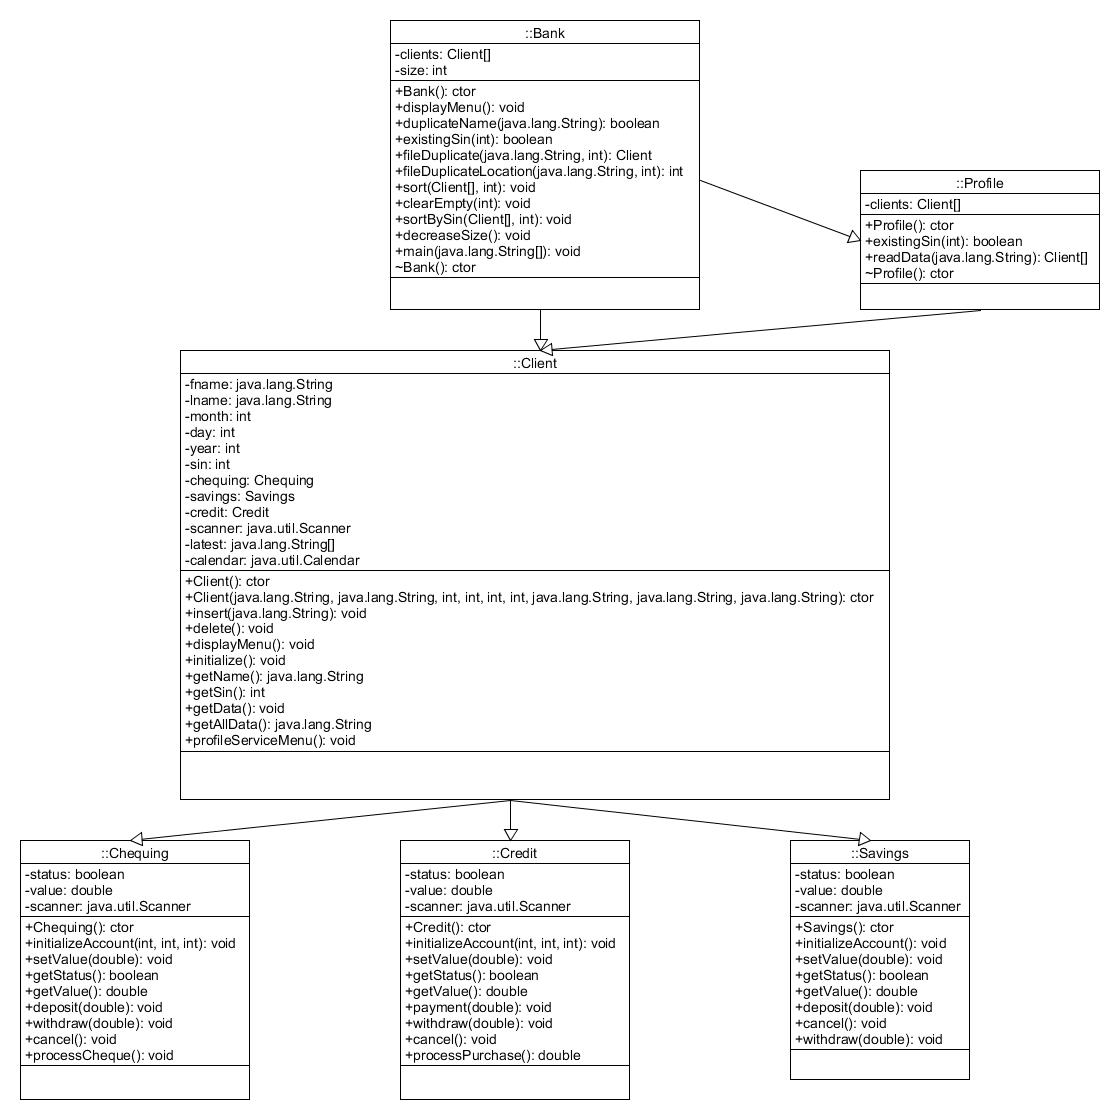 ::Bank
-clients: Client[]
-size: int
+Bank(): ctor
+displayMenu(): void
+duplicateName(java.lang.String): boolean
+existingSin(int): boolean
+fileDuplicate(java.lang.String, int): Client
+fileDuplicateLocation(java.lang.String, int): int
+sort(Client[], int): void
+clearEmpty(int): void
+sortBySin(Client[], int): void
+decreaseSize(): void
+main(java.lang.String[]): void
~Bank(): ctor
::Profile
-clients: Client[]
+Profile(): ctor
+existingSin(int): boolean
+readData(java.lang.String): Client[]
~Profile(): ctor
::Client
-fname: java.lang.String
-lname: java.lang.String
-month: int
-day: int
-year: int
-sin: int
-chequing: Chequing
-savings: Savings
-credit: Credit
-scanner: java.util.Scanner
-latest: java.lang.String[]
-calendar: java.util.Calendar
+Client(): ctor
+Client(java.lang.String, java.lang.String, int, int, int, int, java.lang.String, java.lang.String, java.lang.String): ctor
+insert(java.lang.String): void
+delete(): void
+displayMenu(): void
+initialize(): void
+getName(): java.lang.String
+getSin(): int
+getData(): void
+getAllData(): java.lang.String
+profileServiceMenu(): void
::Chequing
-status: boolean
-value: double
-scanner: java.util.Scanner
+Chequing(): ctor
+initializeAccount(int, int, int): void
+setValue(double): void
+getStatus(): boolean
+getValue(): double
+deposit(double): void
+withdraw(double): void
+cancel(): void
+processCheque(): void
::Credit
-status: boolean
-value: double
-scanner: java.util.Scanner
+Credit(): ctor
+initializeAccount(int, int, int): void
+setValue(double): void
+getStatus(): boolean
+getValue(): double
+payment(double): void
+withdraw(double): void
+cancel(): void
+processPurchase(): double
::Savings
-status: boolean
-value: double
-scanner: java.util.Scanner
+Savings(): ctor
+initializeAccount(): void
+setValue(double): void
+getStatus(): boolean
+getValue(): double
+deposit(double): void
+cancel(): void
+withdraw(double): void